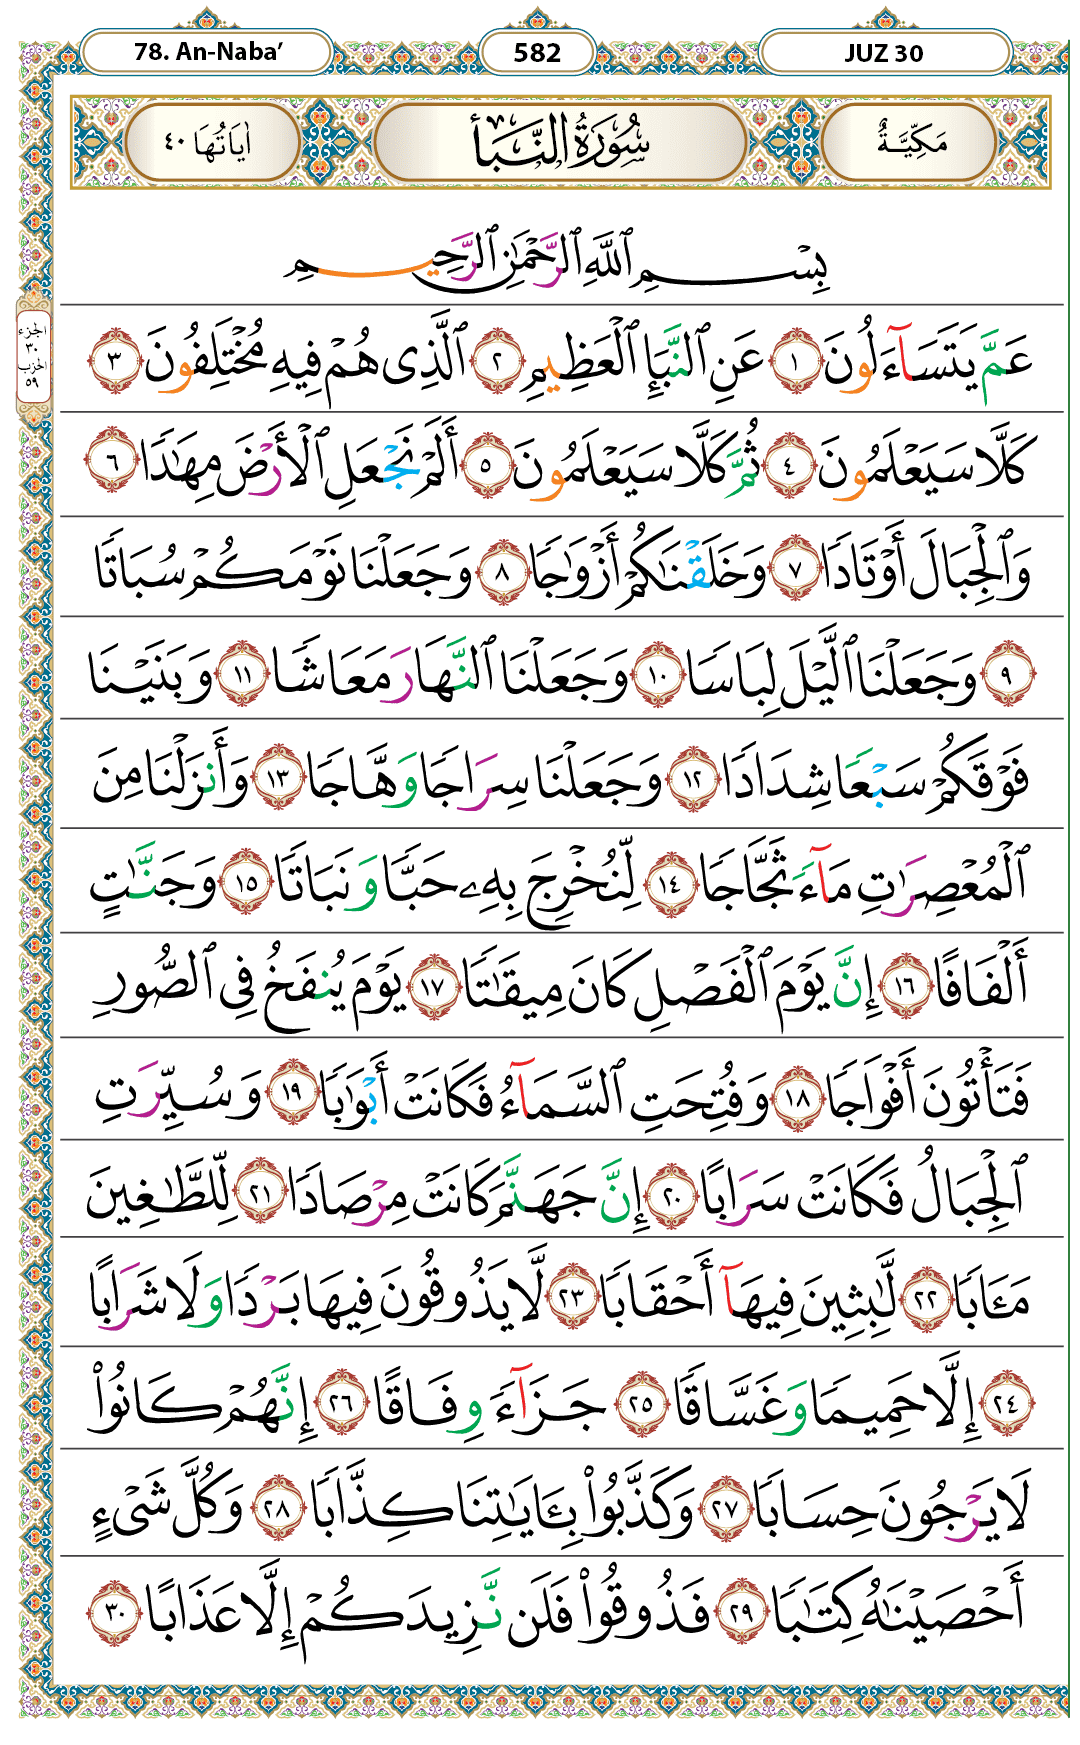 78. An-Naba’
582
JUZ 30
مَكِّيَّةٌ
سُورَةُ النَّبَأ
اٰيَاتُهَا ٤٠
الجزء
٣٠
الحزب
٥٩
بِسْمِ ٱللَّهِ ٱلرَّحْمَٰنِ ٱلرَّحِيمِ
عَمَّ يَتَسَآءَلُونَ ١ عَنِ ٱلنَّبَإِ ٱلْعَظِيمِ ٢ ٱلَّذِى هُمْ فِيهِ مُخْتَلِفُونَ ٣
كَلَّا سَيَعْلَمُونَ ٤ ثُمَّ كَلَّا سَيَعْلَمُونَ ٥ أَلَمْ نَجْعَلِ ٱلْأَرْضَ مِهَٰدًا ٦
وَٱلْجِبَالَ أَوْتَادًا ٧ وَخَلَقْنَٰكُمْ أَزْوَٰجًا ٨ وَجَعَلْنَا نَوْمَكُمْ سُبَاتًا
٩ وَجَعَلْنَا ٱلَّيْلَ لِبَاسًا ١٠ وَجَعَلْنَا ٱلنَّهَارَ مَعَاشًا ١١ وَبَنَيْنَا
فَوْقَكُمْ سَبْعًا شِدَادًا ١٢ وَجَعَلْنَا سِرَاجًا وَهَّاجًا ١٣ وَأَنزَلْنَا مِنَ
ٱلْمُعْصِرَٰتِ مَآءً ثَجَّاجًا ١٤ لِّنُخْرِجَ بِهِۦ حَبًّا وَنَبَاتًا ١٥ وَجَنَّٰتٍ
أَلْفَافًا ١٦ إِنَّ يَوْمَ ٱلْفَصْلِ كَانَ مِيقَٰتًا ١٧ يَوْمَ يُنفَخُ فِى ٱلصُّورِ
فَتَأْتُونَ أَفْوَاجًا ١٨ وَفُتِحَتِ ٱلسَّمَآءُ فَكَانَتْ أَبْوَٰبًا ١٩ وَسُيِّرَتِ
ٱلْجِبَالُ فَكَانَتْ سَرَابًا ٢٠ إِنَّ جَهَنَّمَ كَانَتْ مِرْصَادًا ٢١ لِّلطَّٰغِينَ
مَـَٔابًا ٢٢ لَّٰبِثِينَ فِيهَآ أَحْقَابًا ٢٣ لَّا يَذُوقُونَ فِيهَا بَرْدًا وَلَا شَرَابًا
٢٤ إِلَّا حَمِيمًا وَغَسَّاقًا ٢٥ جَزَآءً وِفَاقًا ٢٦ إِنَّهُمْ كَانُوا۟
لَا يَرْجُونَ حِسَابًا ٢٧ وَكَذَّبُوا۟ بِـَٔايَٰتِنَا كِذَّابًا ٢٨ وَكُلَّ شَىْءٍ
أَحْصَيْنَٰهُ كِتَٰبًا ٢٩ فَذُوقُوا۟ فَلَن نَّزِيدَكُمْ إِلَّا عَذَابًا ٣٠